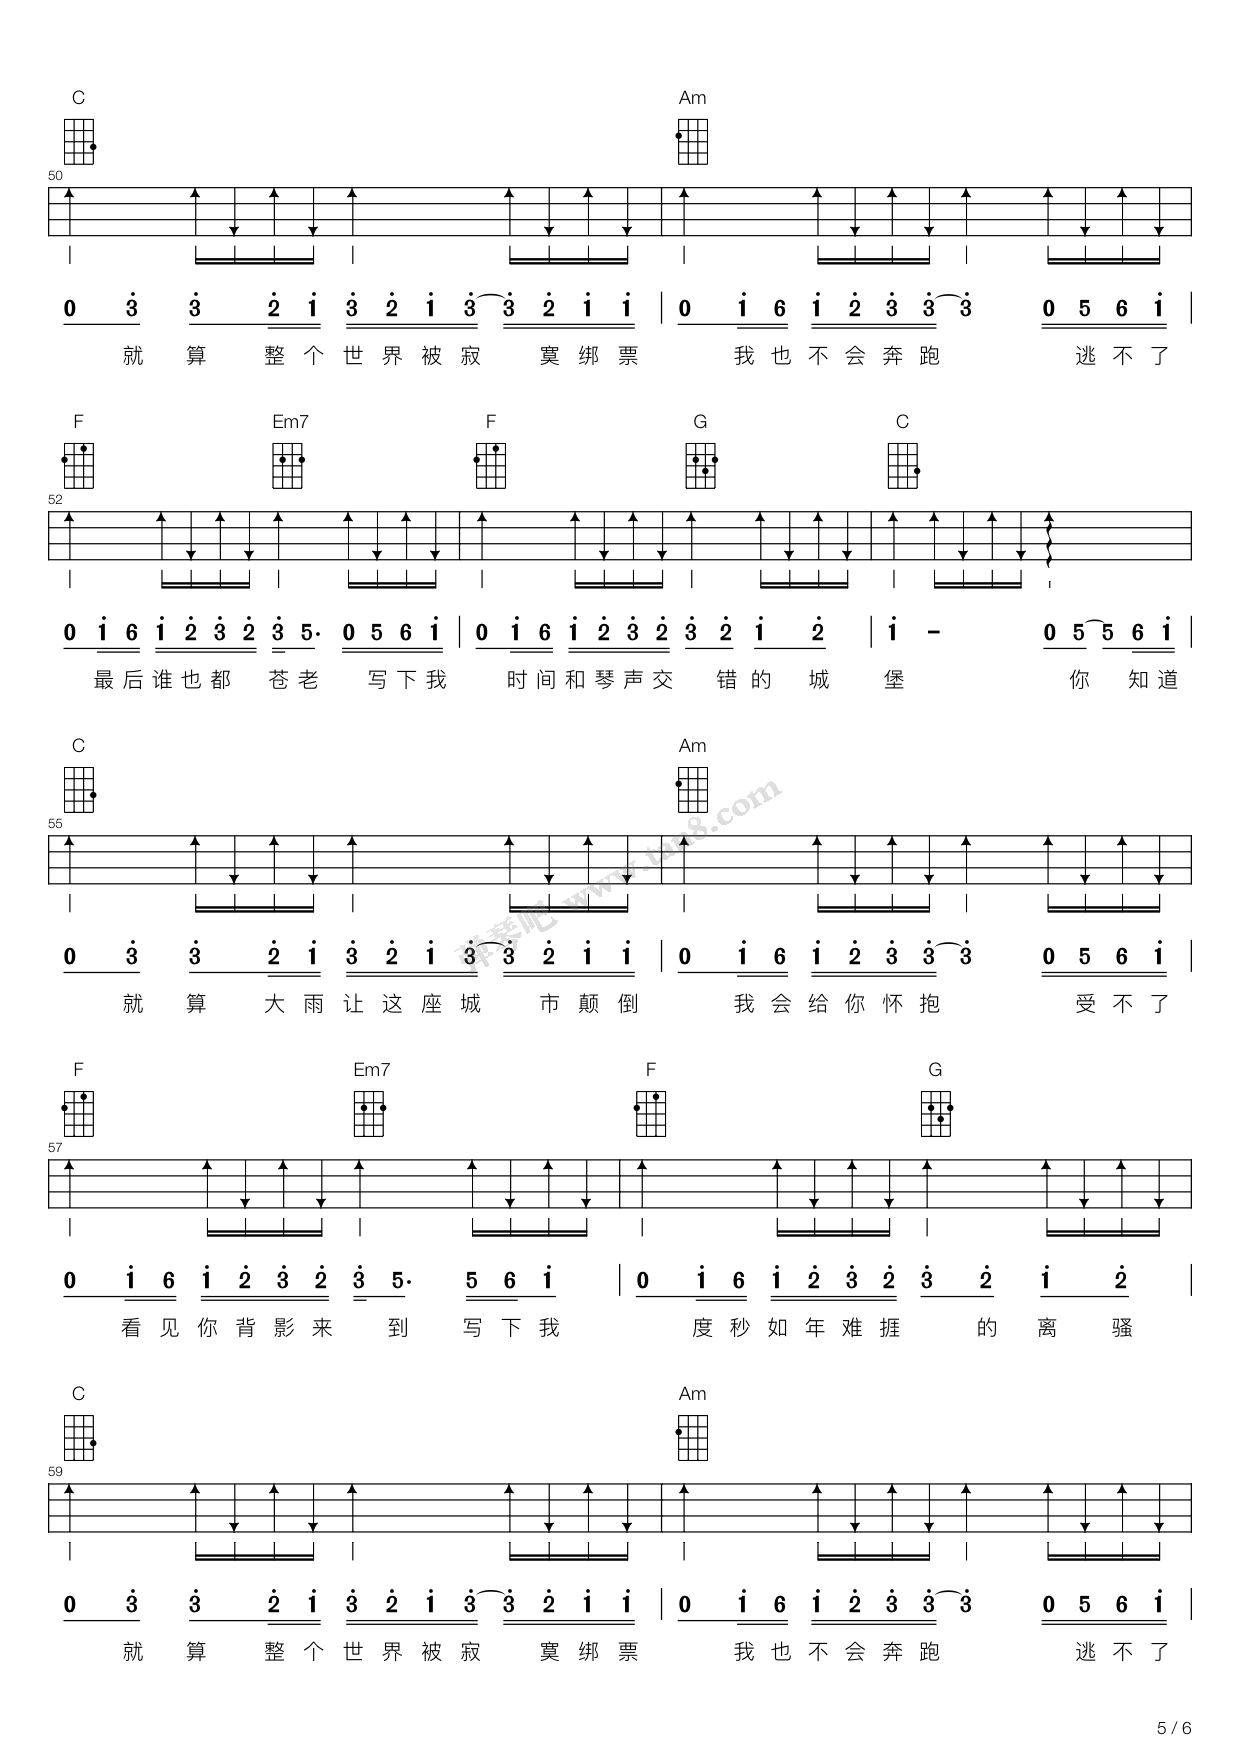 C Am
50
0 3 3 2 1 3 2 1 3 3 2 1 1 0 1 6 1 2 3 3 3 0 5 6 1
就 算 整 个 世 界 被 寂 寞 绑 票 我 也 不 会 奔 跑 逃 不 了
F Em7 F G C
52
0 1 6 1 2 3 2 3 5. 0 5 6 1 0 1 6 1 2 3 2 3 2 1 2 1 - 0 5 5 6 1
最 后 谁 也 都 苍 老 写 下 我 时 间 和 琴 声 交 错 的 城 堡 你 知 道
C Am
55
0 3 3 2 1 3 2 1 3 3 2 1 1 0 1 6 1 2 3 3 3 0 5 6 1
就 算 大 雨 让 这 座 城 市 颠 倒 我 会 给 你 怀 抱 受 不 了
弹琴吧 www.tan8.com
F Em7 F G
57
0 1 6 1 2 3 2 3 5. 5 6 1 0 1 6 1 2 3 2 3 2 1 2
看 见 你 背 影 来 到 写 下 我 度 秒 如 年 难 捱 的 离 骚
C Am
59
0 3 3 2 1 3 2 1 3 3 2 1 1 0 1 6 1 2 3 3 3 0 5 6 1
就 算 整 个 世 界 被 寂 寞 绑 票 我 也 不 会 奔 跑 逃 不 了
5 / 6